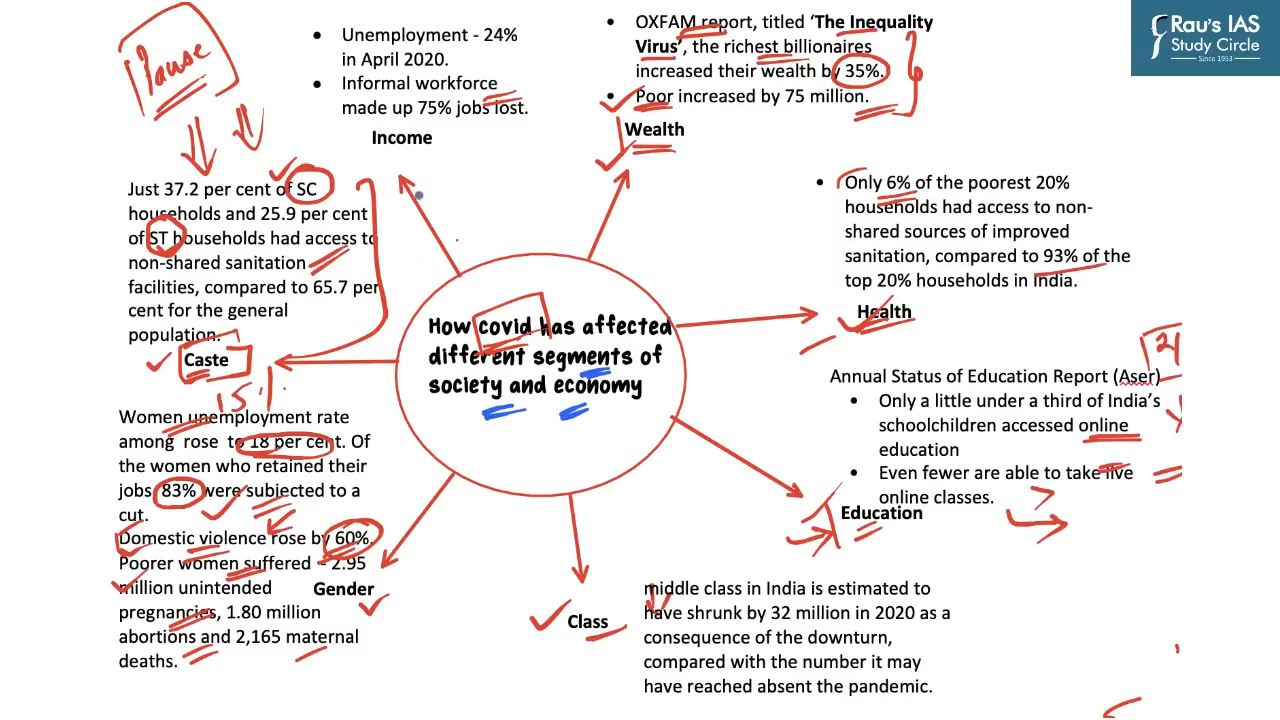 Pause
Rau's IAS
Study Circle
Since 1953
• Unemployment - 24%
in April 2020.
• Informal workforce
made up 75% jobs lost.
Income
• OXFAM report, titled ‘The Inequality
Virus’, the richest billionaires
increased their wealth by 35%.
• Poor increased by 75 million.
Wealth
Just 37.2 per cent of SC
households and 25.9 per cent
of ST households had access to
non-shared sanitation
facilities, compared to 65.7 per
cent for the general
population.
Caste
15%
• Only 6% of the poorest 20%
households had access to non-
shared sources of improved
sanitation, compared to 93% of the
top 20% households in India.
Health
How covid has affected
different segments of
society and economy
Annual Status of Education Report (Aser)
• Only a little under a third of India’s
schoolchildren accessed online
education
• Even fewer are able to take live
online classes.
Education
Women unemployment rate
among rose to 18 per cent. Of
the women who retained their
jobs, 83% were subjected to a
cut.
Domestic violence rose by 60%.
Poorer women suffered - 2.95
million unintended
pregnancies, 1.80 million
abortions and 2,165 maternal
deaths.
Gender
Class
middle class in India is estimated to
have shrunk by 32 million in 2020 as a
consequence of the downturn,
compared with the number it may
have reached absent the pandemic.